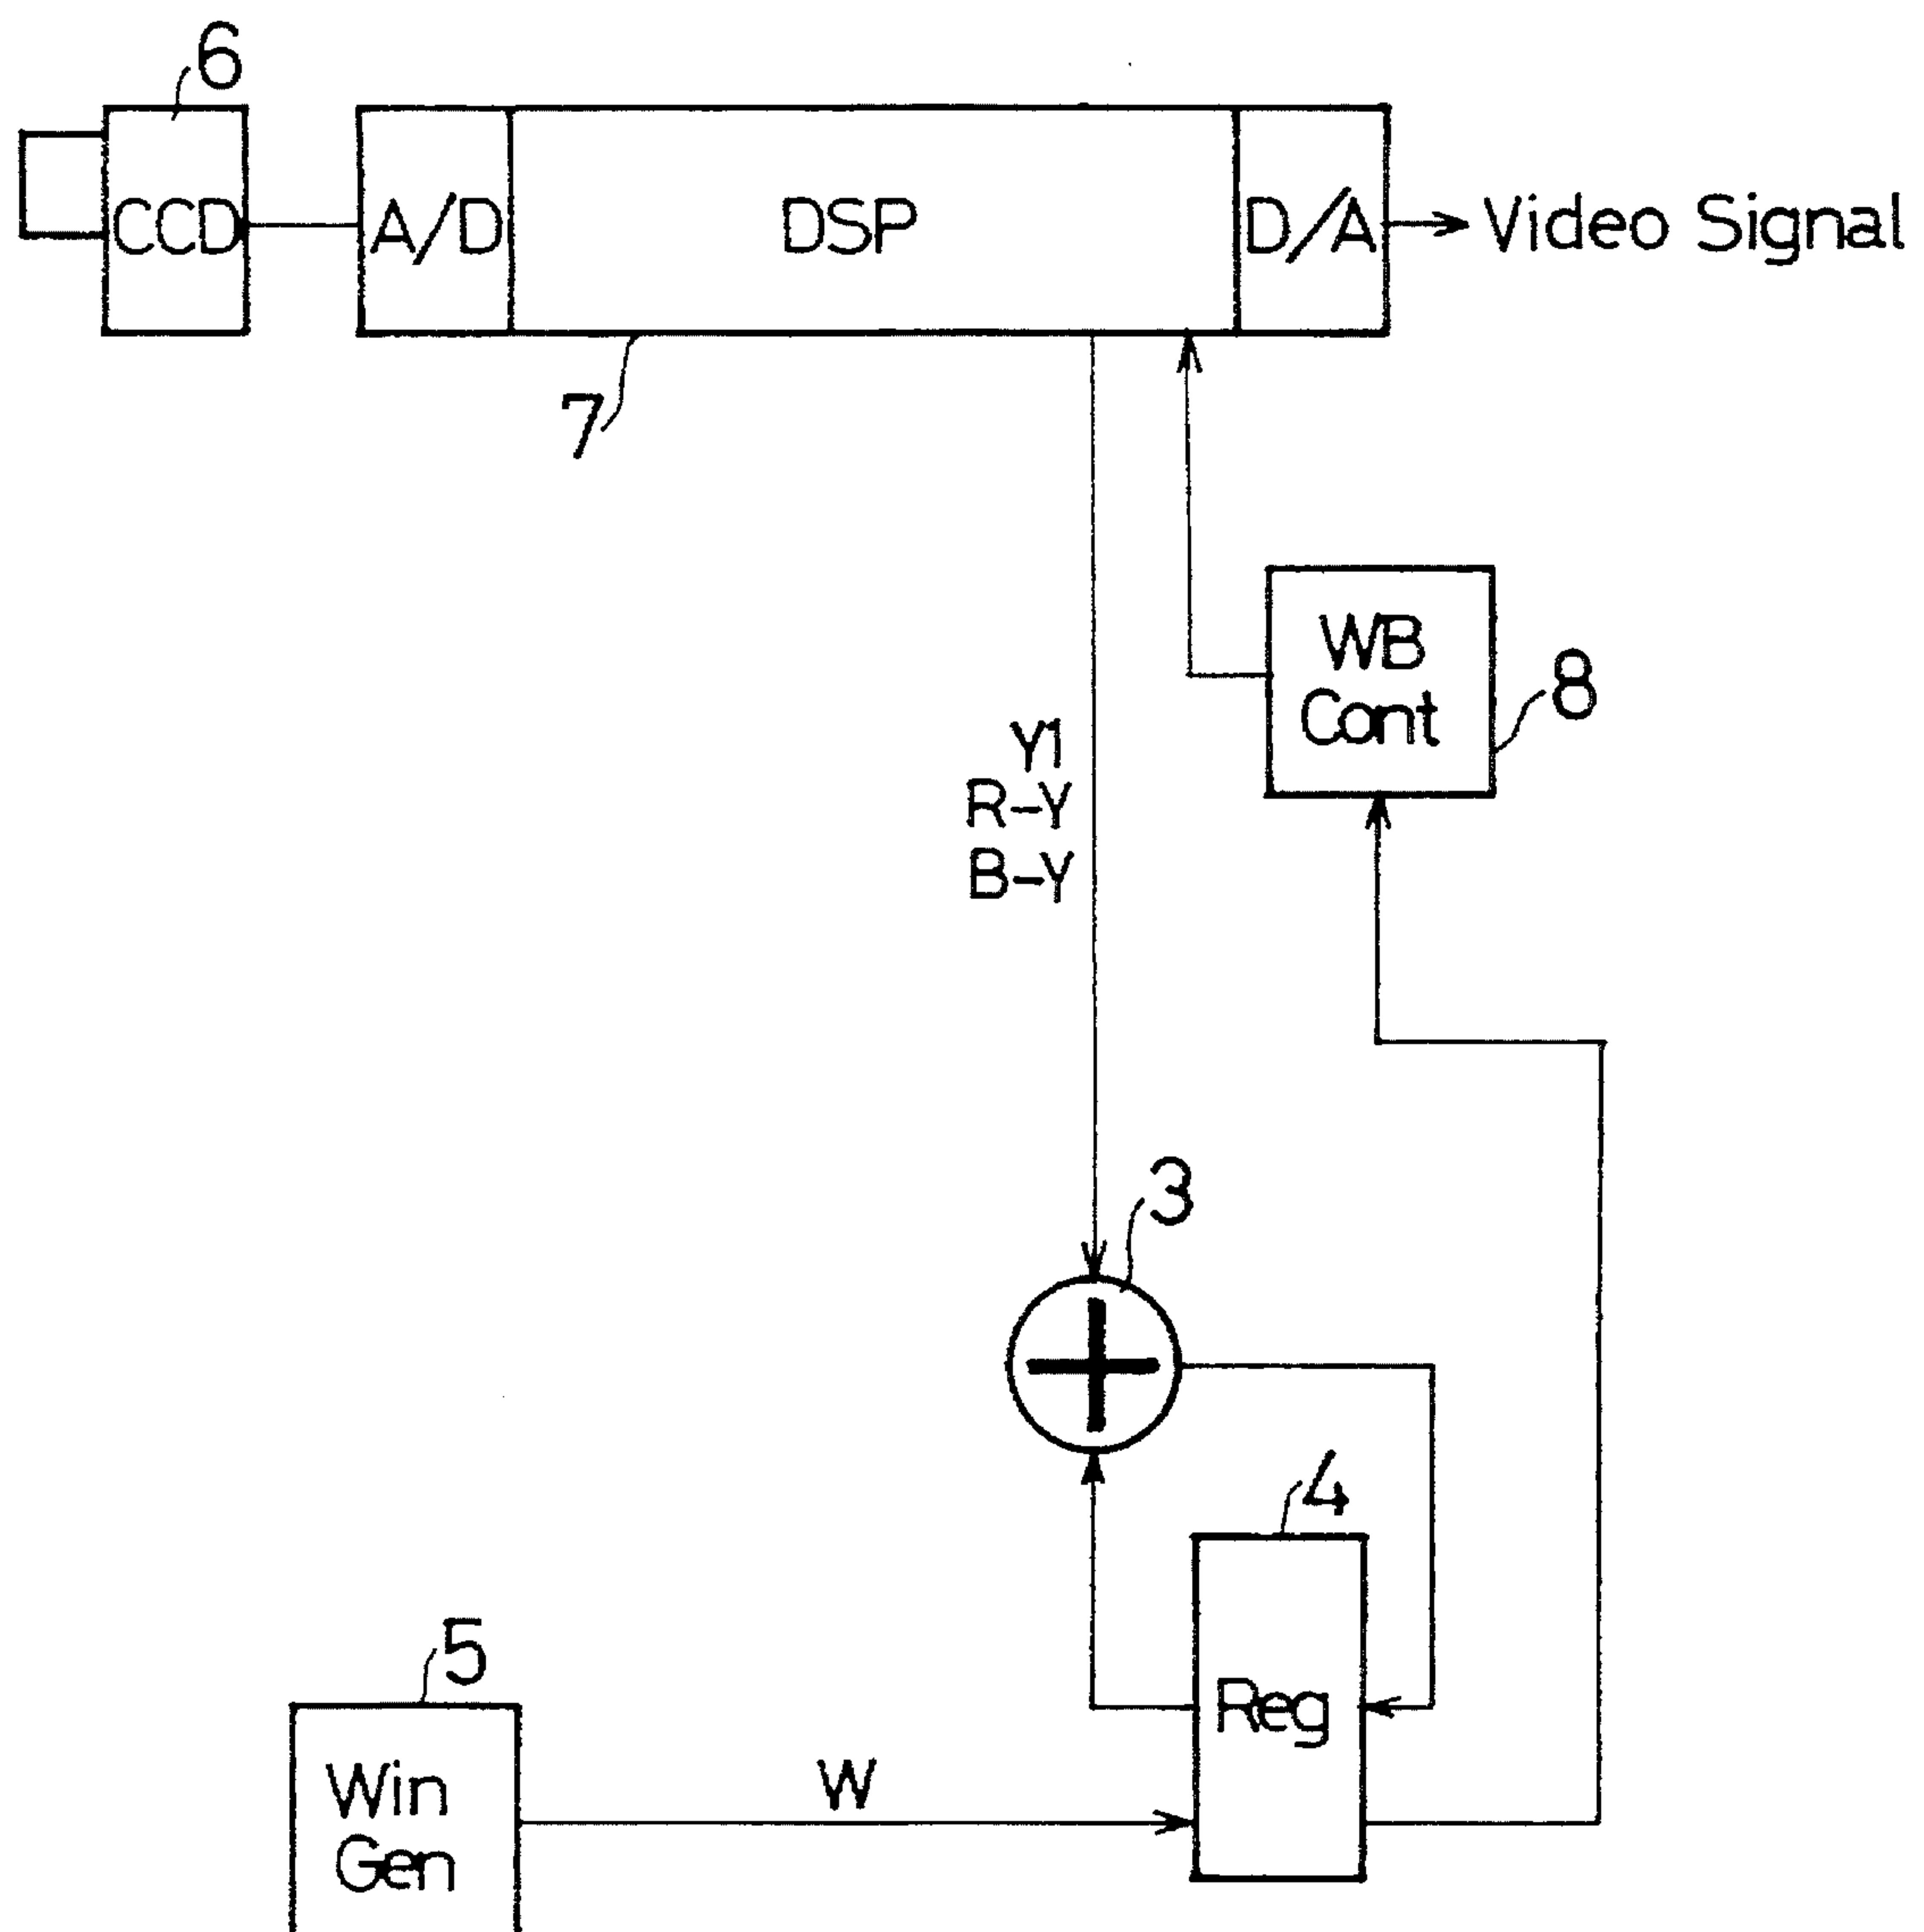 6
CCD
A/D
DSP
D/A
Video Signal
7
WB
Cont
8
Y1
R-Y
B-Y
3
4
5
Reg
Win
Gen
W